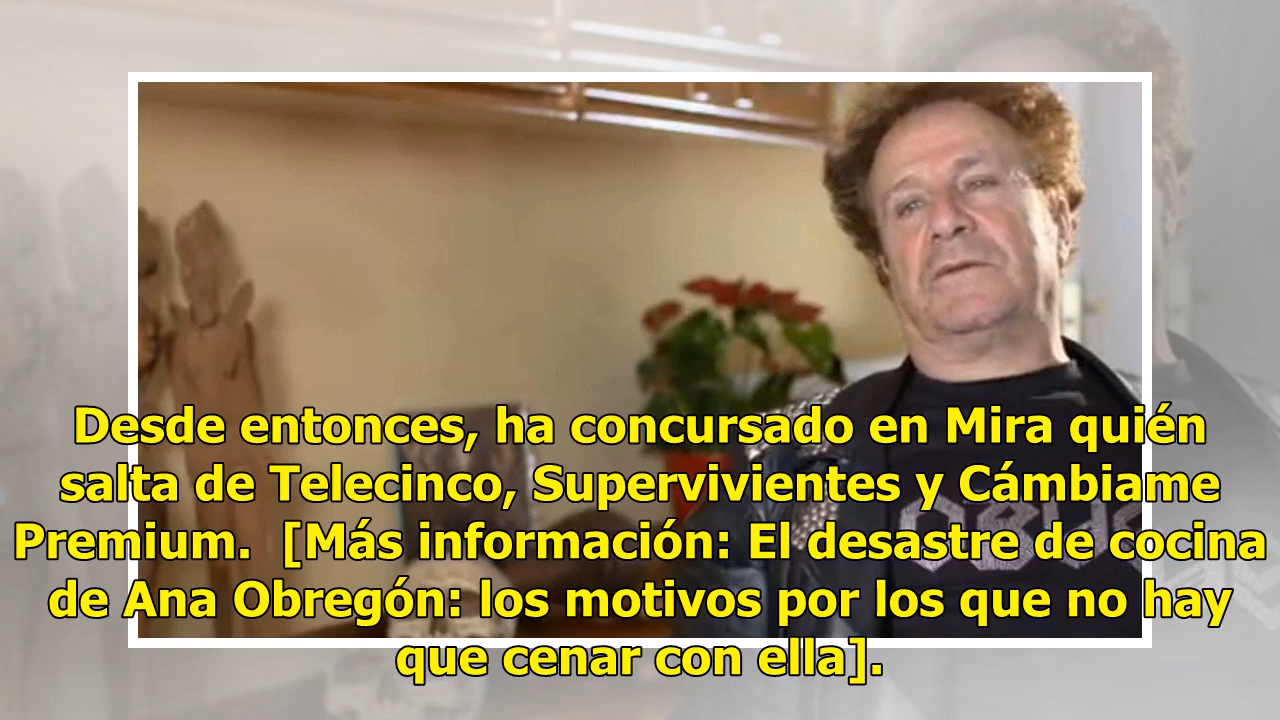 Desde entonces, ha concursado en Mira quién
salta de Telecinco, Supervivientes y Cámbiame
Premium.  [Más información: El desastre de cocina
de Ana Obregón: los motivos por los que no hay
que cenar con ella].